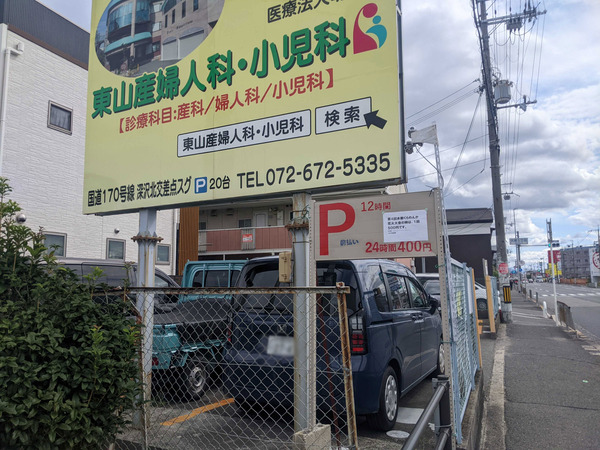 医療法人
東山産婦人科・小児科
【診療科目:産科/婦人科/小児科】
東山産婦人科・小児科 検索
国道170号線 深沢北交差点スグ P 20台 TEL 072-672-5335
P 12時間
24時間400円